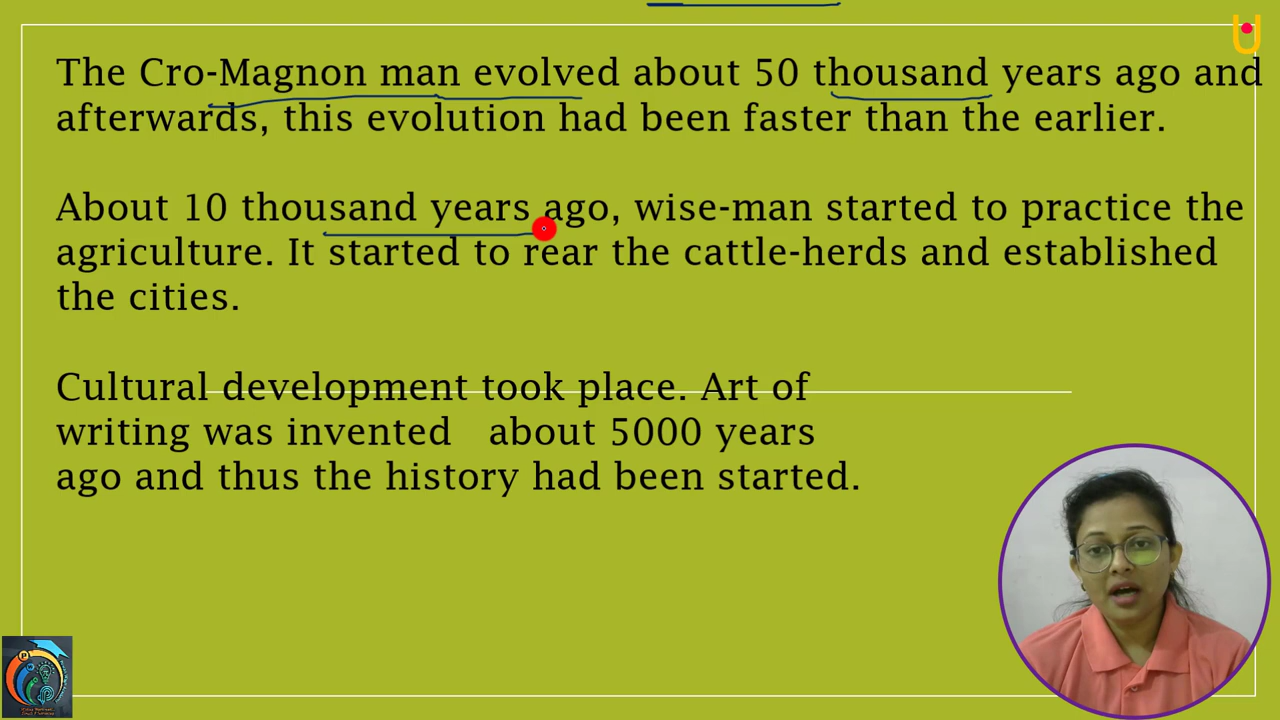 The Cro-Magnon man evolved about 50 thousand years ago and
afterwards, this evolution had been faster than the earlier.
About 10 thousand years ago, wise-man started to practice the
agriculture. It started to rear the cattle-herds and established
the cities.
Cultural development took place. Art of
writing was invented about 5000 years
ago and thus the history had been started.